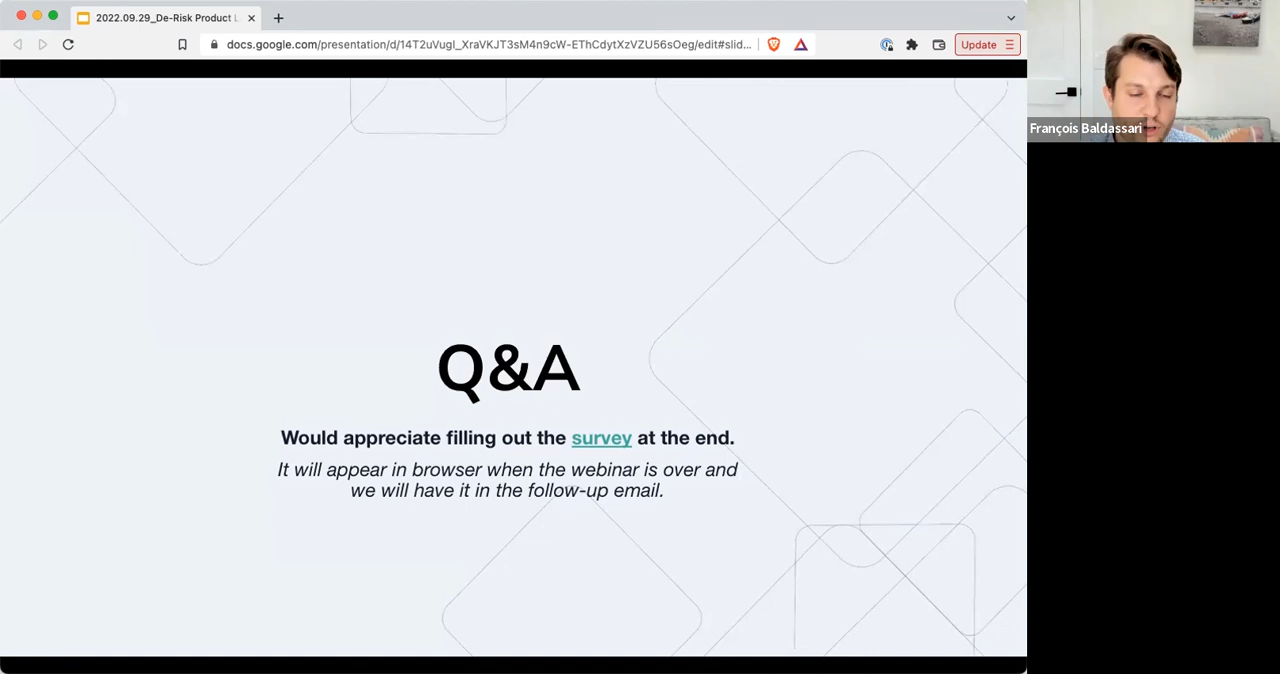 2022.09.29_De-Risk Product L
docs.google.com/presentation/d/14T2uVugl_XraVKJT3sM4n9cW-EThCdytXzVZU56sOeg/edit#slid...
Update
François Baldassari
Q&A
Would appreciate filling out the survey at the end.
It will appear in browser when the webinar is over and
we will have it in the follow-up email.